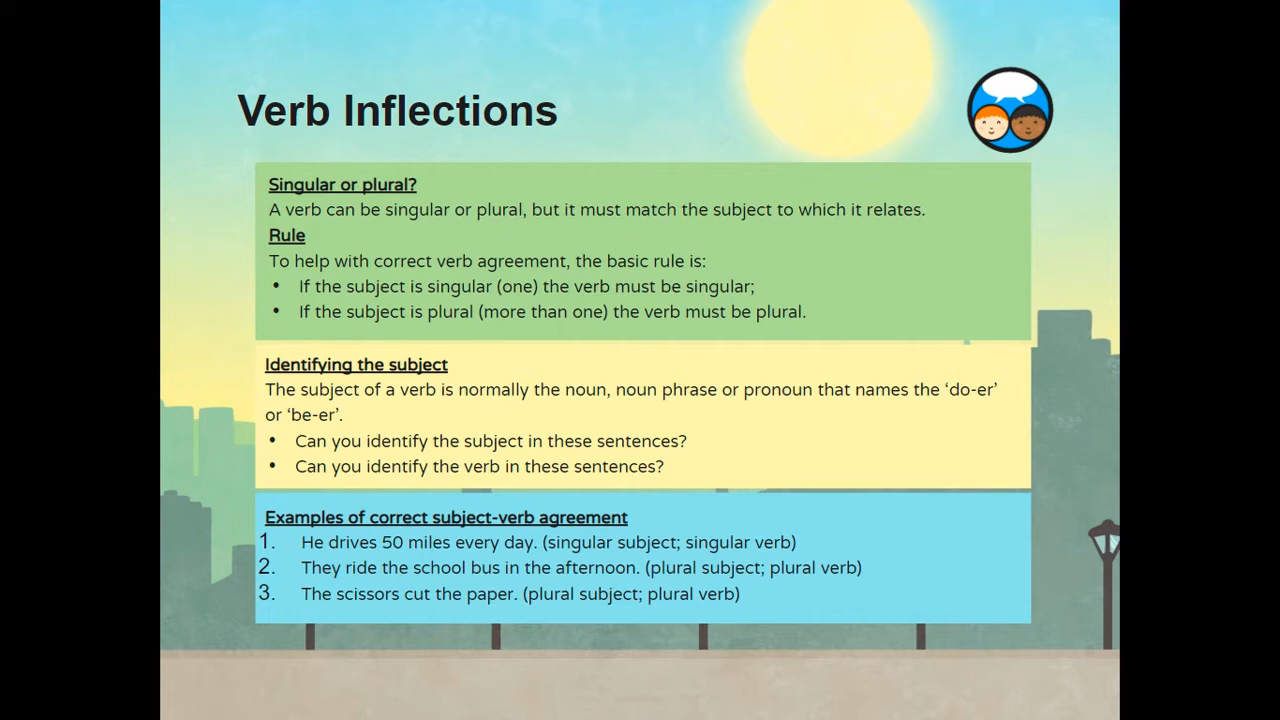 Verb Inflections
Singular or plural?
A verb can be singular or plural, but it must match the subject to which it relates.
Rule
To help with correct verb agreement, the basic rule is:
• If the subject is singular (one) the verb must be singular;
• If the subject is plural (more than one) the verb must be plural.
Identifying the subject
The subject of a verb is normally the noun, noun phrase or pronoun that names the ‘do-er’
or ‘be-er’.
• Can you identify the subject in these sentences?
• Can you identify the verb in these sentences?
Examples of correct subject-verb agreement
1. He drives 50 miles every day. (singular subject; singular verb)
2. They ride the school bus in the afternoon. (plural subject; plural verb)
3. The scissors cut the paper. (plural subject; plural verb)